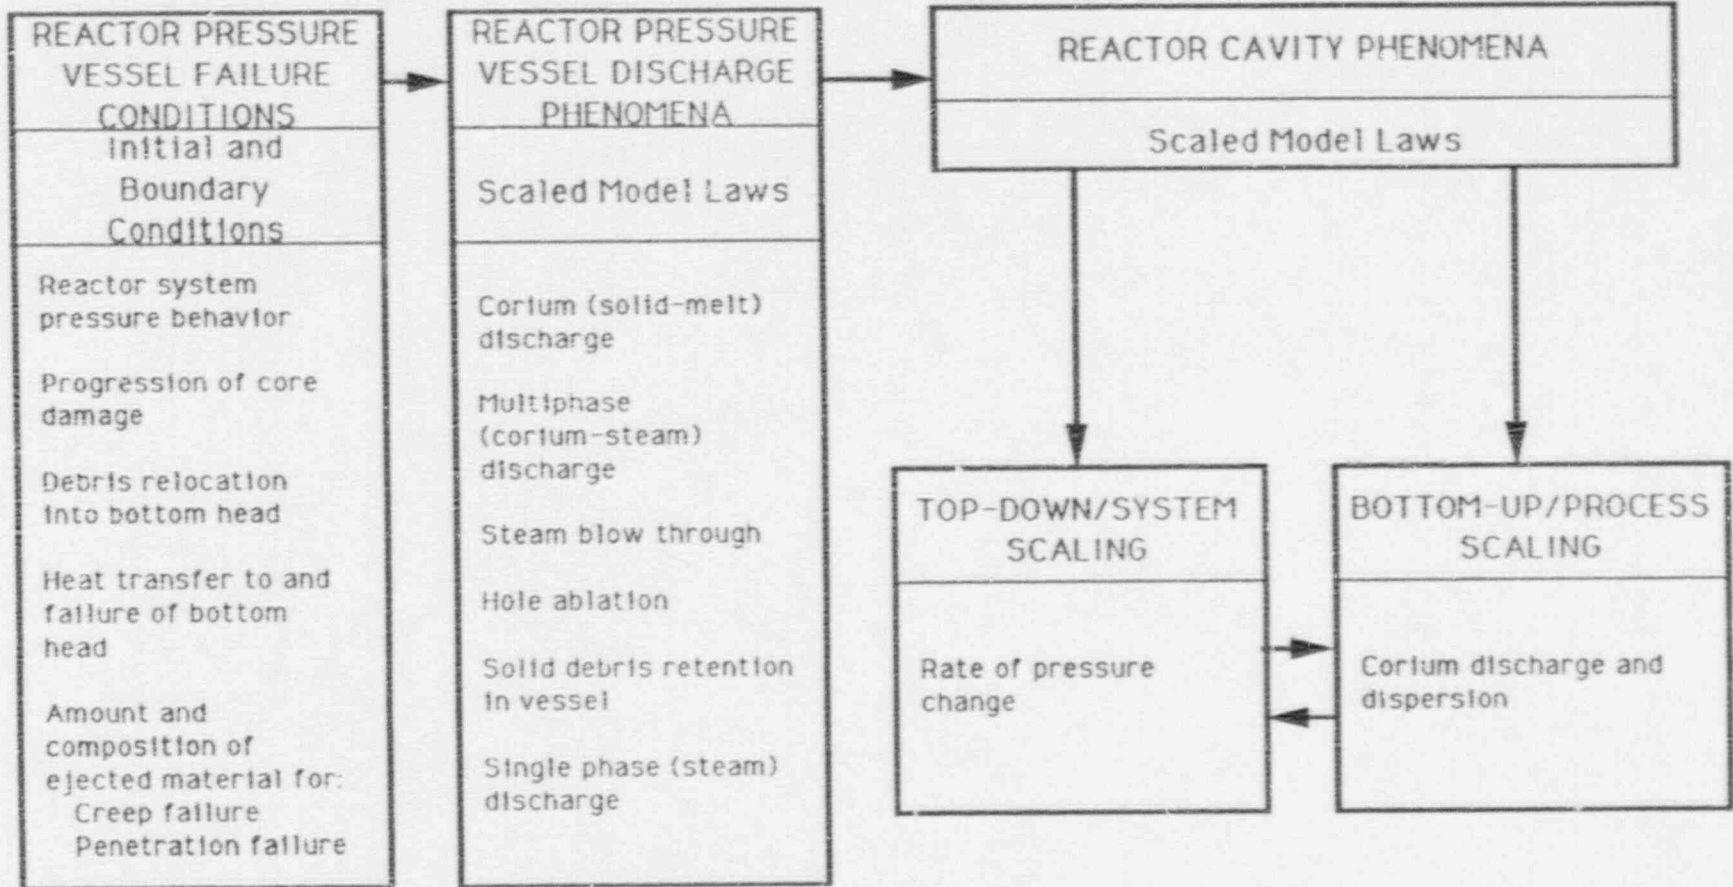 REACTOR PRESSURE
VESSEL FAILURE
CONDITIONS
Initial and
Boundary
Conditions
Reactor system
pressure behavior
Progression of core
damage
Debris relocation
into bottom head
Heat transfer to and
failure of bottom
head
Amount and
composition of
ejected material for:
Creep failure
Penetration failure
REACTOR PRESSURE
VESSEL DISCHARGE
PHENOMENA
Scaled Model Laws
Corium (solid-melt)
discharge
Multiphase
(corium-steam)
discharge
Steam blow through
Hole ablation
Solid debris retention
in vessel
Single phase (steam)
discharge
REACTOR CAVITY PHENOMENA
Scaled Model Laws
TOP-DOWN/SYSTEM
SCALING
Rate of pressure
change
BOTTOM-UP/PROCESS
SCALING
Corium discharge and
dispersion